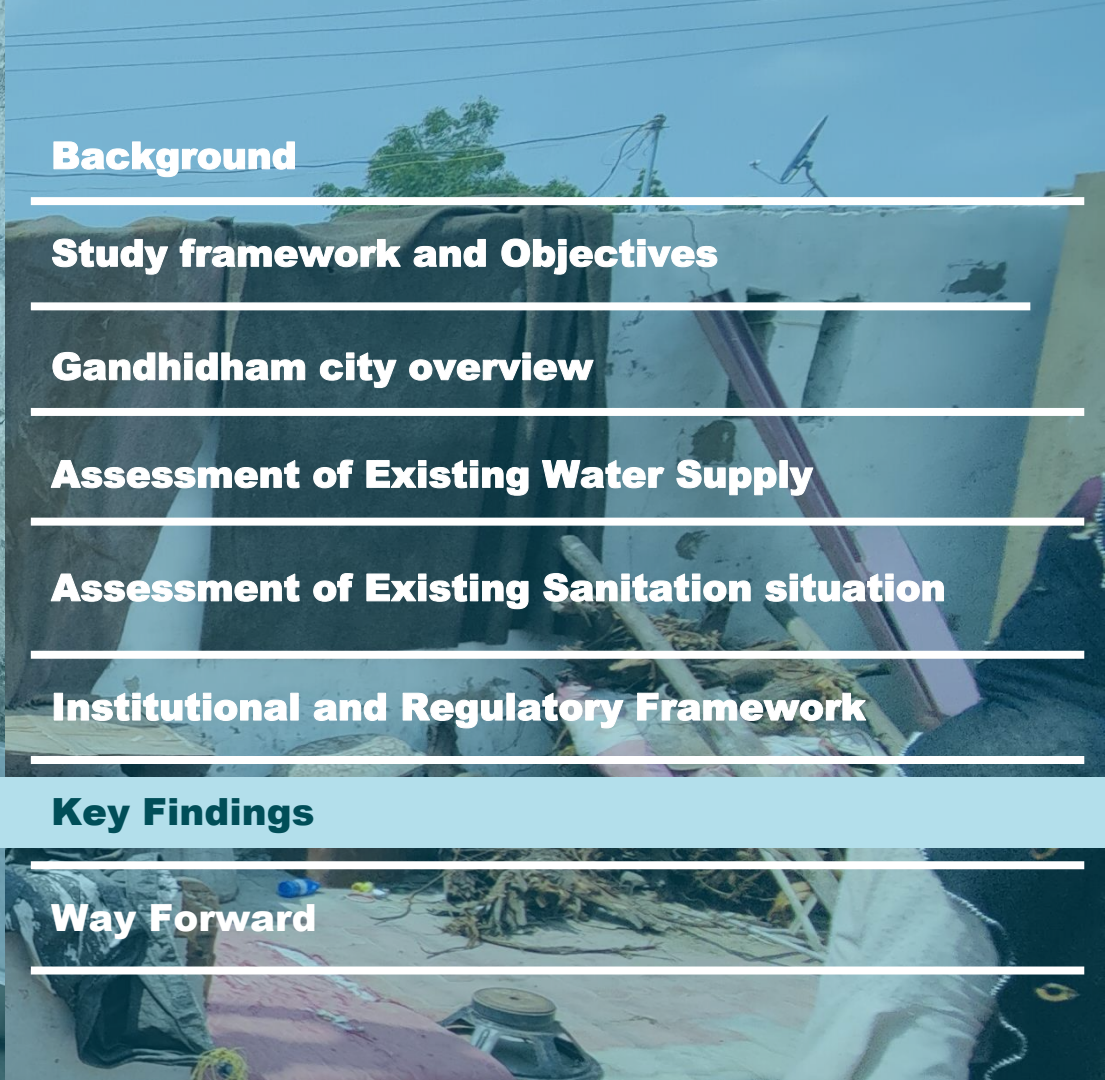 Background
Study framework and Objectives
Gandhidham city overview
Assessment of Existing Water Supply
Assessment of Existing Sanitation situation
Institutional and Regulatory Framework
Key Findings
Way Forward